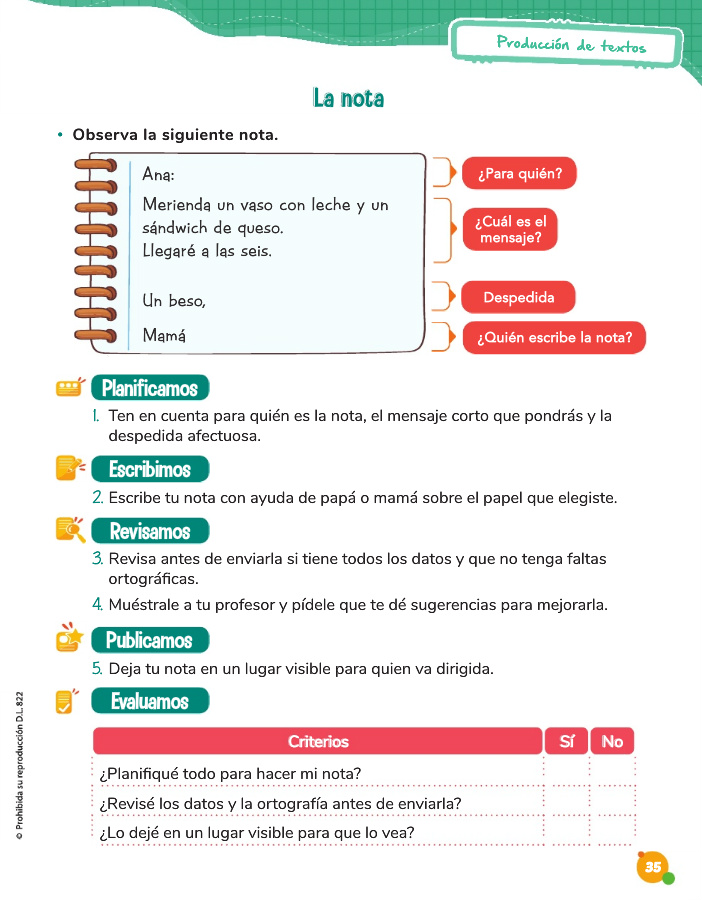 Producción de textos
La nota
• Observa la siguiente nota.
Ana:
¿Para quién?
Merienda un vaso con leche y un
sándwich de queso.
Llegaré a las seis.
¿Cuál es el
mensaje?
Un beso,
Despedida
Mamá
¿Quién escribe la nota?
Planificamos
1. Ten en cuenta para quién es la nota, el mensaje corto que pondrás y la
despedida afectuosa.
Escribimos
2. Escribe tu nota con ayuda de papá o mamá sobre el papel que elegiste.
Revisamos
3. Revisa antes de enviarla si tiene todos los datos y que no tenga faltas
ortográficas.
4. Muéstrale a tu profesor y pídele que te dé sugerencias para mejorarla.
Publicamos
5. Deja tu nota en un lugar visible para quien va dirigida.
Evaluamos
Criterios Sí No
¿Planifiqué todo para hacer mi nota?
¿Revisé los datos y la ortografía antes de enviarla?
¿Lo dejé en un lugar visible para que lo vea?
© Prohibida su reproducción D.L. 822
35